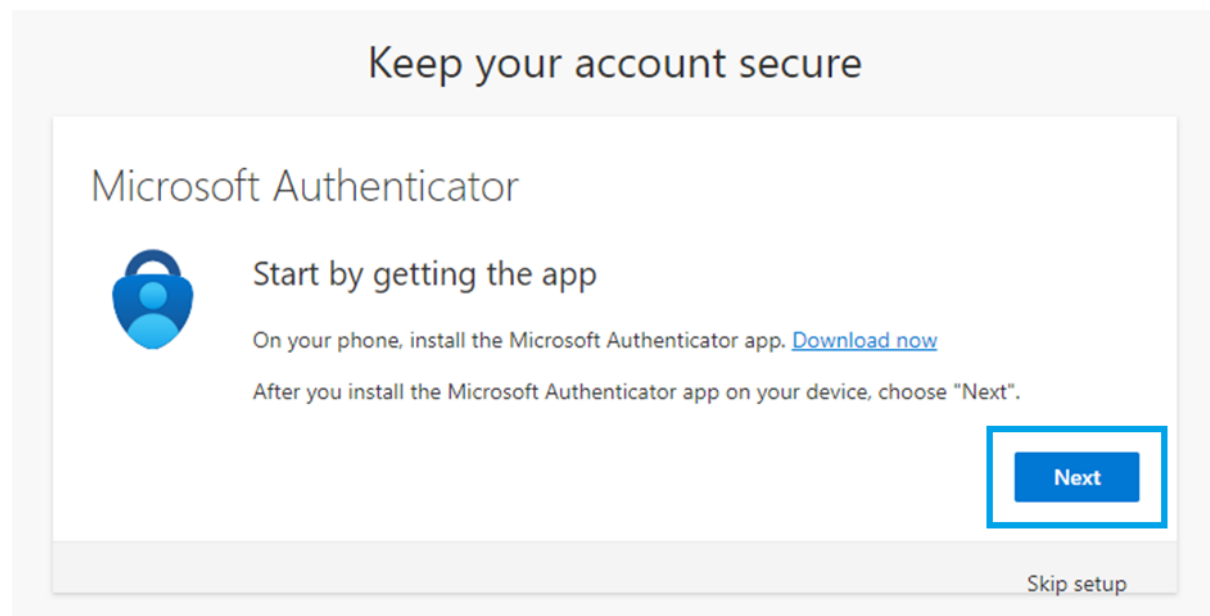 Keep your account secure
Microsoft Authenticator
Start by getting the app
On your phone, install the Microsoft Authenticator app. Download now
After you install the Microsoft Authenticator app on your device, choose "Next".
Next
Skip setup